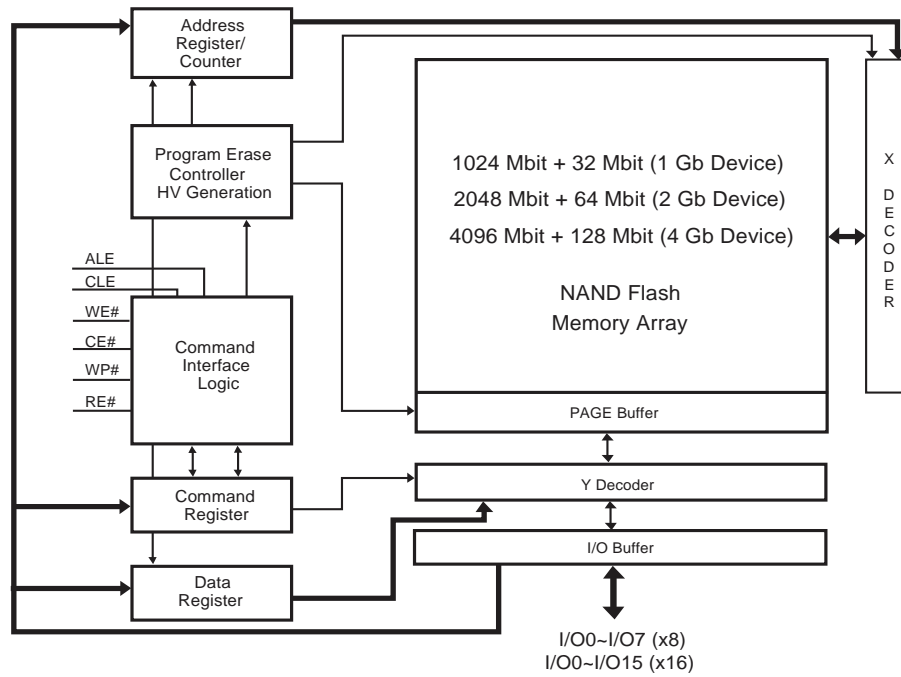 Address
Register/
Counter
Program Erase
Controller
HV Generation
ALE
CLE
WE#
CE#
WP#
RE#
Command
Interface
Logic
Command
Register
Data
Register
1024 Mbit + 32 Mbit (1 Gb Device)
2048 Mbit + 64 Mbit (2 Gb Device)
4096 Mbit + 128 Mbit (4 Gb Device)
NAND Flash
Memory Array
PAGE Buffer
Y Decoder
I/O Buffer
I/O0~I/O7 (x8)
I/O0~I/O15 (x16)
X
D
E
C
O
D
E
R